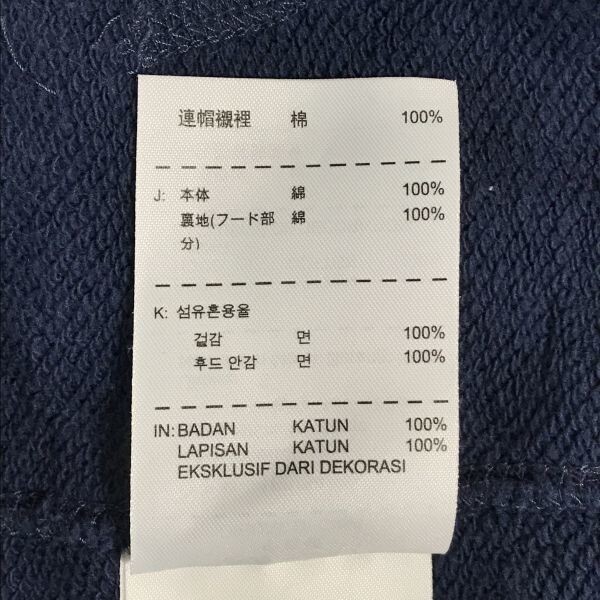 連帽襯裡 棉 100%
J: 本体 綿 100%
裏地(フード部 綿 100%
分)
K: 섬유혼용율
겉감 면 100%
후드 안감 면 100%
IN: BADAN KATUN 100%
LAPISAN KATUN 100%
EKSKLUSIF DARI DEKORASI